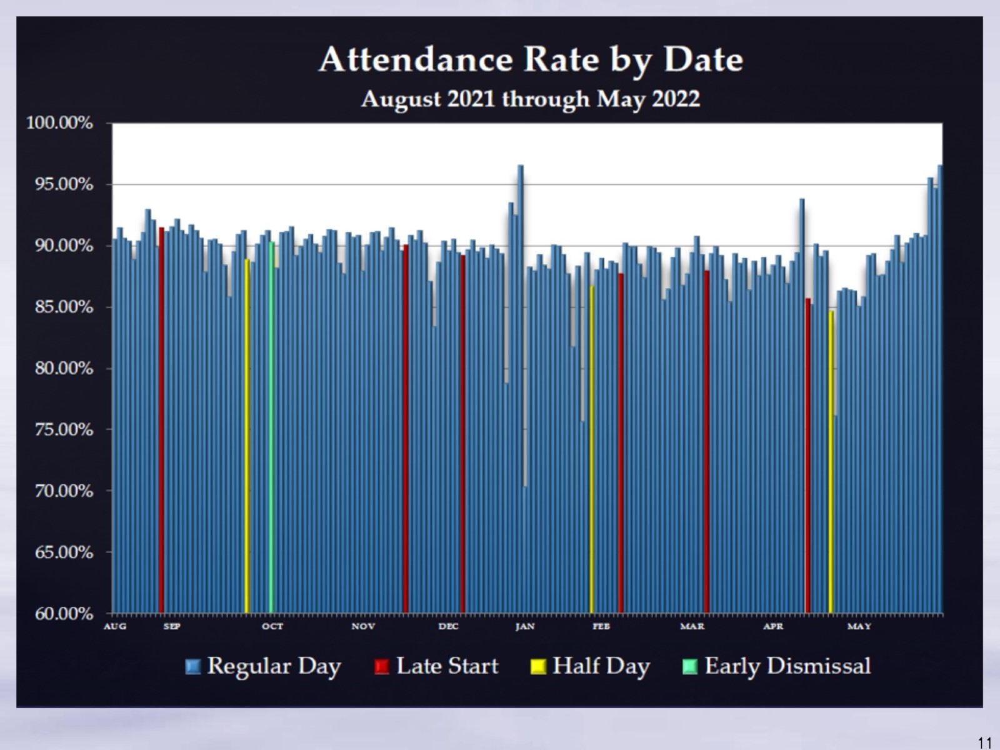 Attendance Rate by Date
August 2021 through May 2022
100.00%
95.00%
90.00%
85.00%
80.00%
75.00%
70.00%
65.00%
60.00%
AUG SEP OCT NOV DEC JAN FEB MAR APR MAY
Regular Day Late Start Half Day Early Dismissal
11